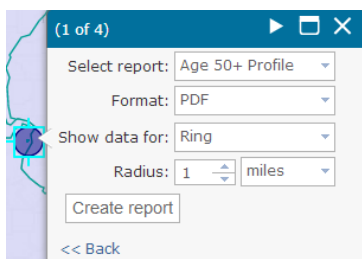 (1 of 4)
Select report: Age 50+ Profile
Format: PDF
Show data for: Ring
Radius: 1 miles
Create report
<< Back